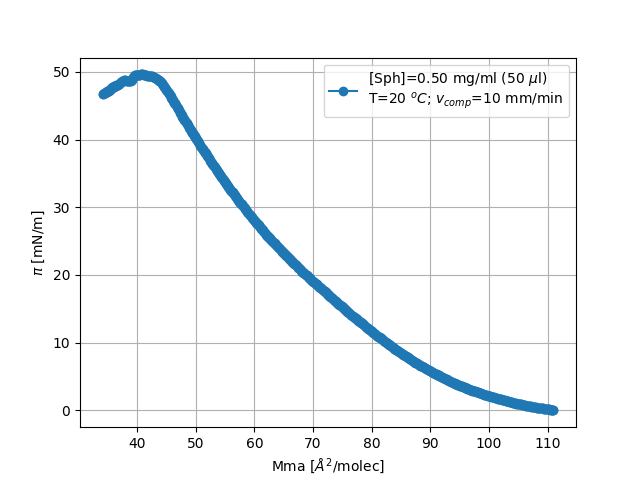 [Sph]=0.50 mg/ml (50 μl)
T=20 °C; v_comp=10 mm/min
50
40
30
20
10
0
π [mN/m]
40 50 60 70 80 90 100 110
Mma [Å²/molec]